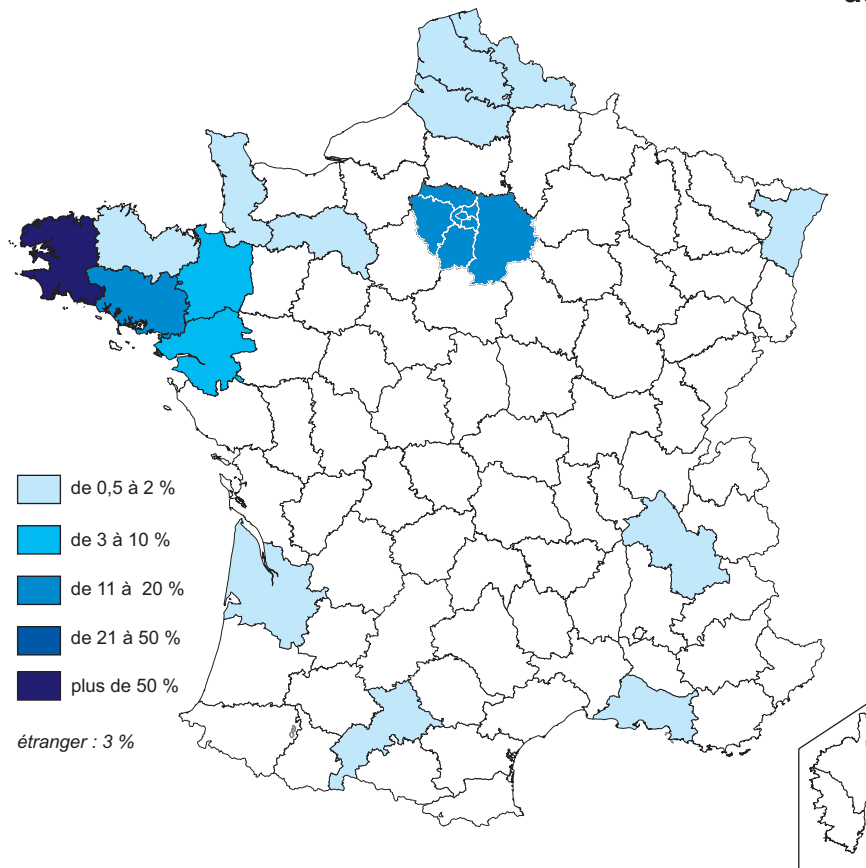 de 0,5 à 2 %
de 3 à 10 %
de 11 à 20 %
de 21 à 50 %
plus de 50 %
étranger : 3 %